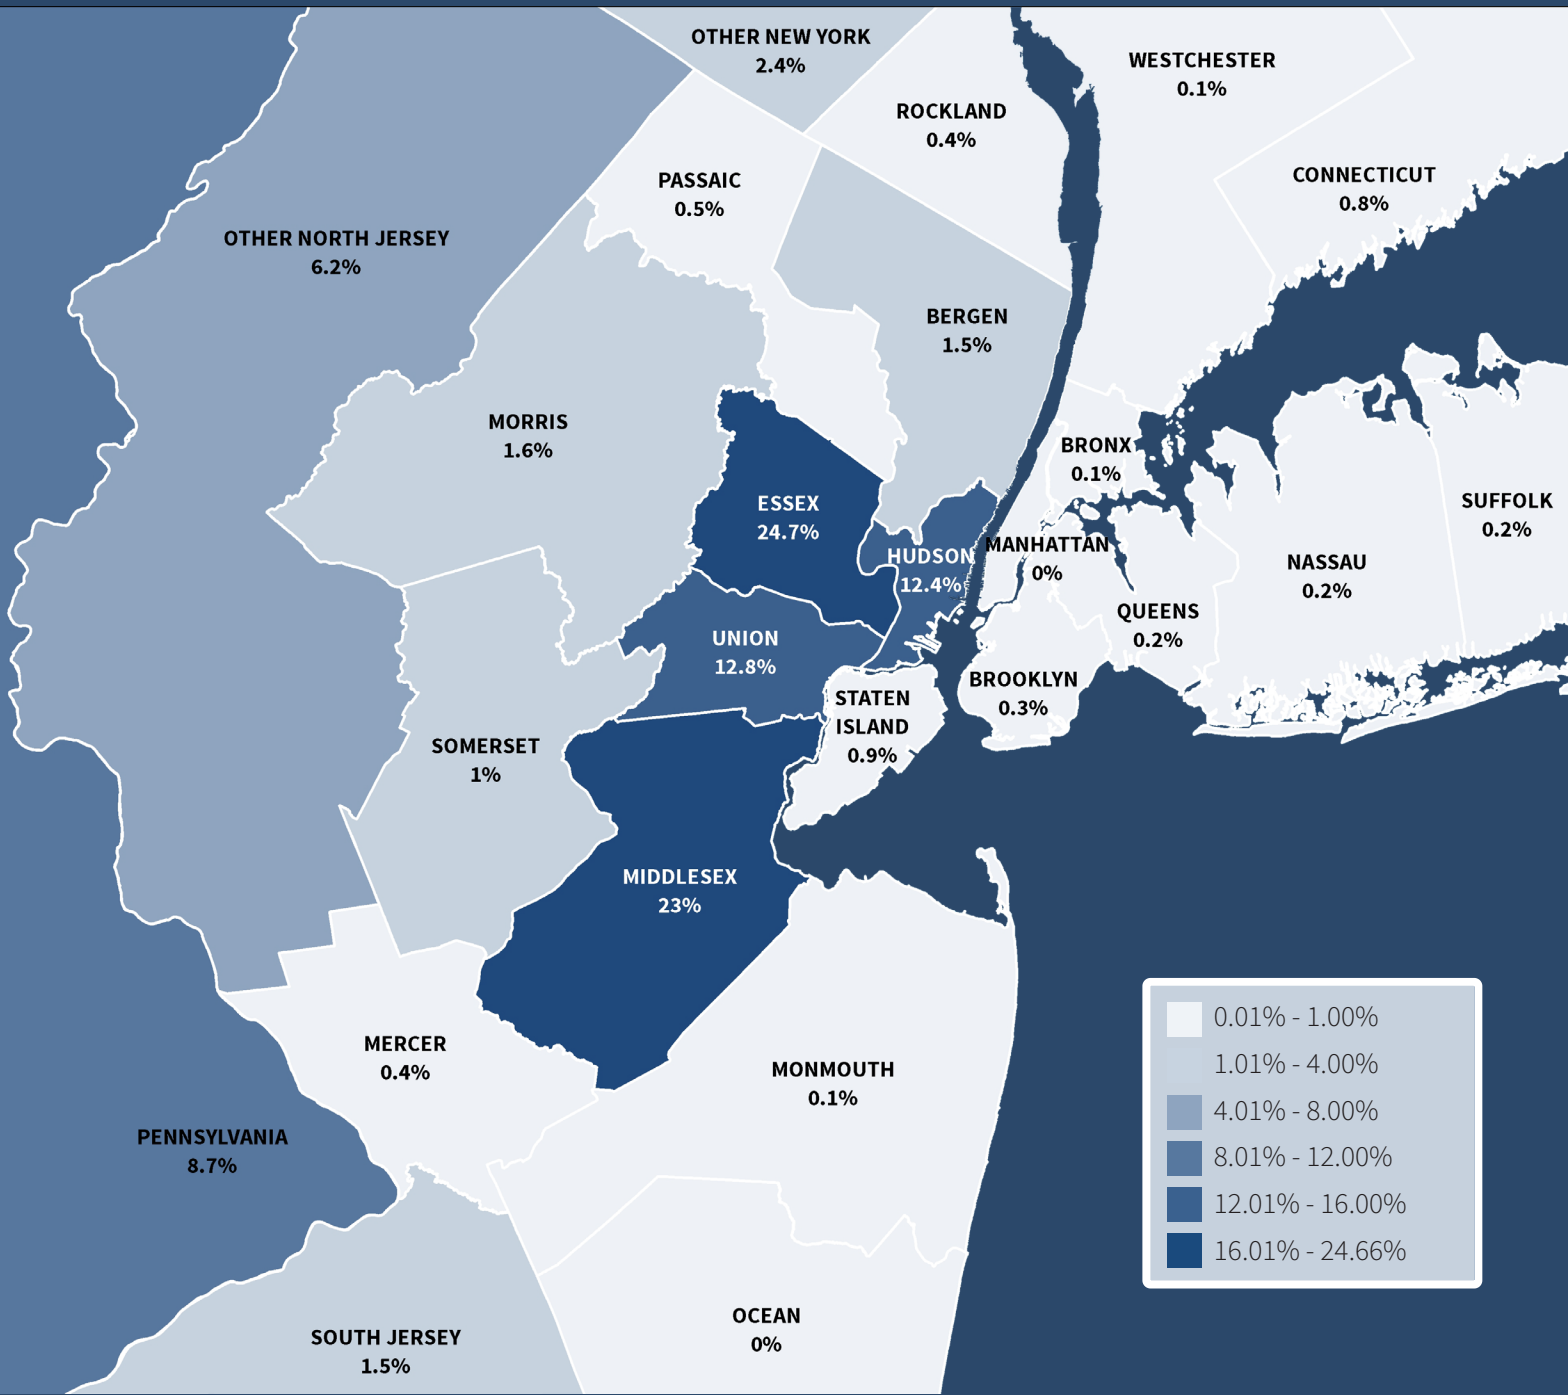 OTHER NEW YORK
2.4%
WESTCHESTER
0.1%
ROCKLAND
0.4%
PASSAIC
0.5%
CONNECTICUT
0.8%
OTHER NORTH JERSEY
6.2%
BERGEN
1.5%
MORRIS
1.6%
BRONX
0.1%
ESSEX
24.7%
SUFFOLK
0.2%
HUDSON
12.4%
MANHATTAN
0%
NASSAU
0.2%
QUEENS
0.2%
UNION
12.8%
BROOKLYN
0.3%
STATEN
ISLAND
0.9%
SOMERSET
1%
MIDDLESEX
23%
MERCER
0.4%
MONMOUTH
0.1%
PENNSYLVANIA
8.7%
SOUTH JERSEY
1.5%
OCEAN
0%
0.01% - 1.00%
1.01% - 4.00%
4.01% - 8.00%
8.01% - 12.00%
12.01% - 16.00%
16.01% - 24.66%